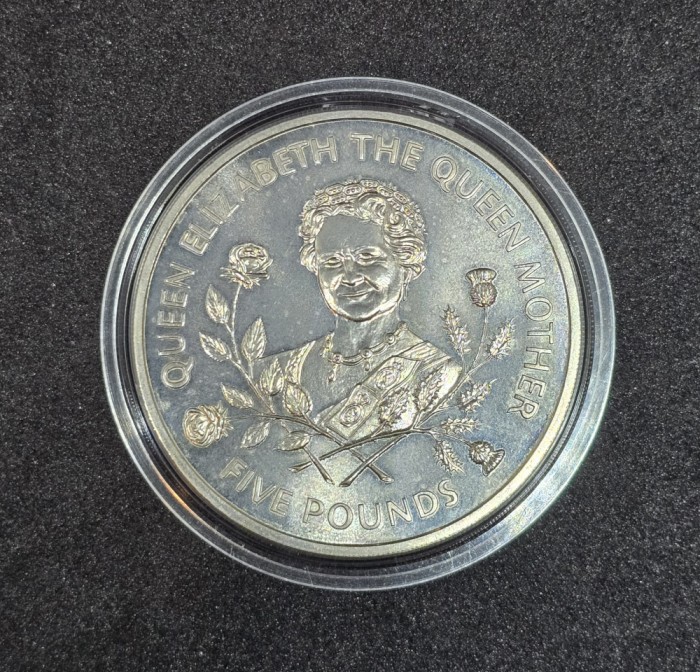 QUEEN ELIZABETH THE QUEEN MOTHER
FIVE POUNDS